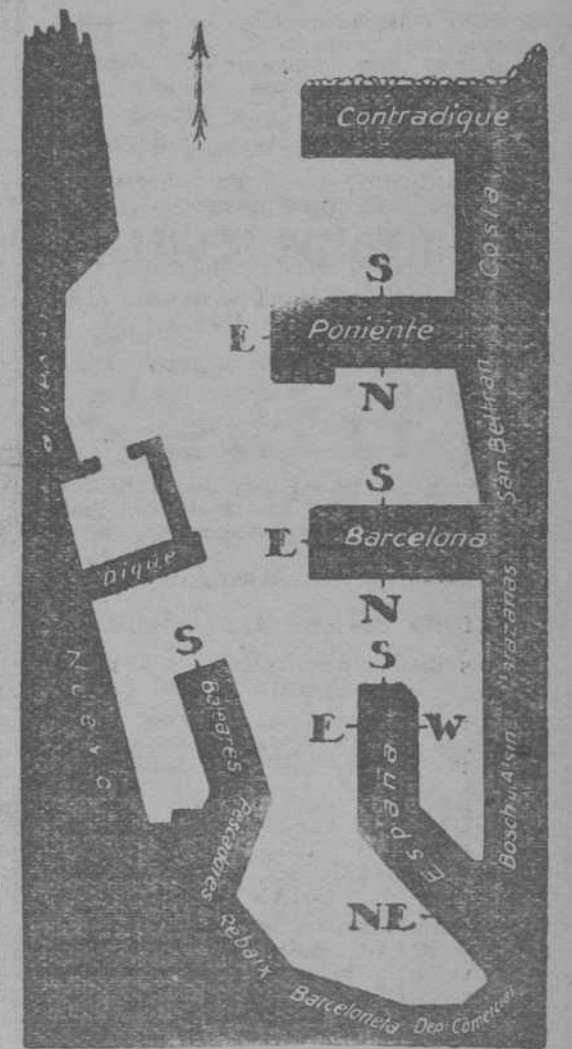 Contradique
Costa
S
E
Poniente
N
San Beltran
S
E
Barcelona
N
Atarazanas
Dique
S
S
Nuevo
Baleares
E
W
España
Bosch y Alsina
Pescadores
NE
Rebaix
Barceloneta
Dep. Comercial